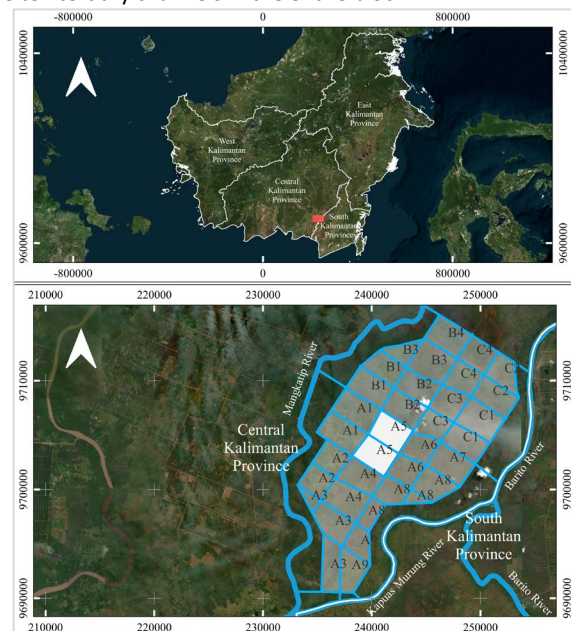 -800000 0 800000
10400000 10400000
East
Kalimantan
Province
West
Kalimantan
Province
Central
Kalimantan
Province
South
Kalimantan
Province
9600000 9600000
-800000 0 800000
210000 220000 230000 240000 250000
B4
B3 C4
B1 B3 C5
9710000 B1 B2 C4 C2 9710000
A1 B2 C3 C1
A1 A5 C3
A5 A6 C1
A2 A6 A7
A2 A4 A8
A3 A4 A8 A8
9700000 9700000
A3 A8
A
A3 A9
Mangkatip River
Central
Kalimantan
Province
Barito River
South
Kalimantan
Province
Kapuas Murung River
Barito River
9690000 9690000
210000 220000 230000 240000 250000